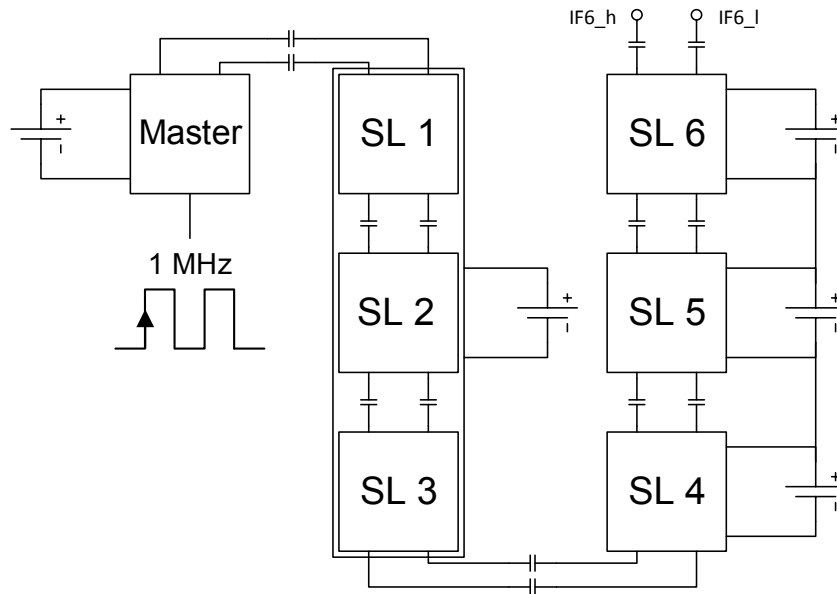 IF6_h
IF6_l
Master
SL 1
SL 6
1 MHz
SL 2
SL 5
SL 3
SL 4